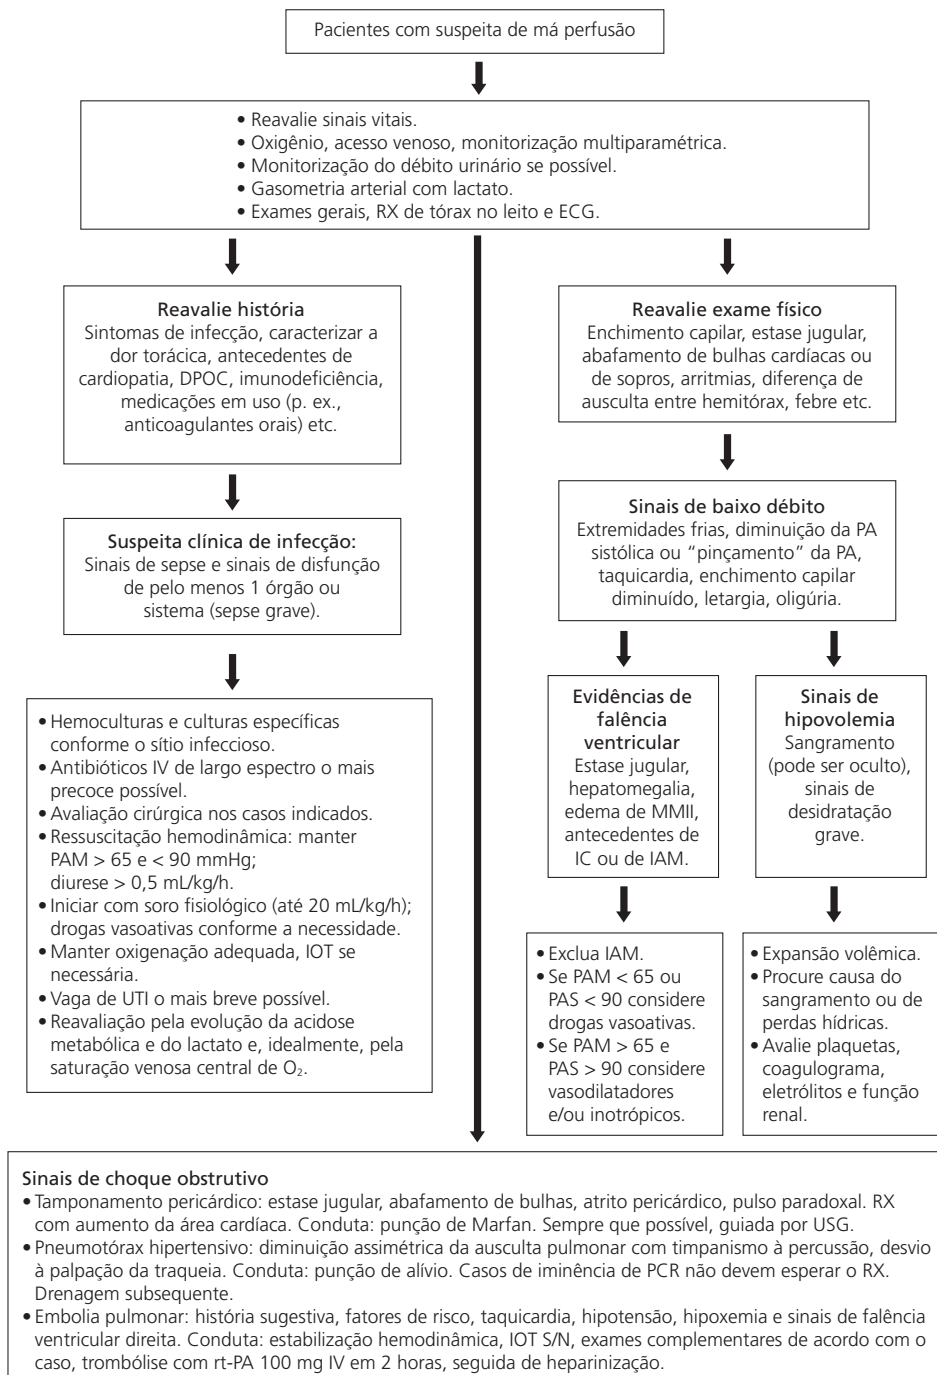 Pacientes com suspeita de má perfusão
• Reavalie sinais vitais.
• Oxigênio, acesso venoso, monitorização multiparamétrica.
• Monitorização do débito urinário se possível.
• Gasometria arterial com lactato.
• Exames gerais, RX de tórax no leito e ECG.
Reavalie história
Sintomas de infecção, caracterizar a
dor torácica, antecedentes de
cardiopatia, DPOC, imunodeficiência,
medicações em uso (p. ex.,
anticoagulantes orais) etc.
Suspeita clínica de infecção:
Sinais de sepse e sinais de disfunção
de pelo menos 1 órgão ou
sistema (sepse grave).
• Hemoculturas e culturas específicas
conforme o sítio infeccioso.
• Antibióticos IV de largo espectro o mais
precoce possível.
• Avaliação cirúrgica nos casos indicados.
• Ressuscitação hemodinâmica: manter
PAM > 65 e < 90 mmHg;
diurese > 0,5 mL/kg/h.
• Iniciar com soro fisiológico (até 20 mL/kg/h);
drogas vasoativas conforme a necessidade.
• Manter oxigenação adequada, IOT se
necessária.
• Vaga de UTI o mais breve possível.
• Reavaliação pela evolução da acidose
metabólica e do lactato e, idealmente, pela
saturação venosa central de O₂.
Reavalie exame físico
Enchimento capilar, estase jugular,
abafamento de bulhas cardíacas ou
de sopros, arritmias, diferença de
ausculta entre hemitórax, febre etc.
Sinais de baixo débito
Extremidades frias, diminuição da PA
sistólica ou “pinçamento” da PA,
taquicardia, enchimento capilar
diminuído, letargia, oligúria.
Evidências de
falência
ventricular
Estase jugular,
hepatomegalia,
edema de MMII,
antecedentes de
IC ou de IAM.
• Exclua IAM.
• Se PAM < 65 ou
PAS < 90 considere
drogas vasoativas.
• Se PAM > 65 e
PAS > 90 considere
vasodilatadores
e/ou inotrópicos.
Sinais de
hipovolemia
Sangramento
(pode ser oculto),
sinais de
desidratação
grave.
• Expansão volêmica.
• Procure causa do
sangramento ou de
perdas hídricas.
• Avalie plaquetas,
coagulograma,
eletrólitos e função
renal.
Sinais de choque obstrutivo
• Tamponamento pericárdico: estase jugular, abafamento de bulhas, atrito pericárdico, pulso paradoxal. RX
com aumento da área cardíaca. Conduta: punção de Marfan. Sempre que possível, guiada por USG.
• Pneumotórax hipertensivo: diminuição assimétrica da ausculta pulmonar com timpanismo à percussão, desvio
à palpação da traqueia. Conduta: punção de alívio. Casos de iminência de PCR não devem esperar o RX.
Drenagem subsequente.
• Embolia pulmonar: história sugestiva, fatores de risco, taquicardia, hipotensão, hipoxemia e sinais de falência
ventricular direita. Conduta: estabilização hemodinâmica, IOT S/N, exames complementares de acordo com o
caso, trombólise com rt-PA 100 mg IV em 2 horas, seguida de heparinização.